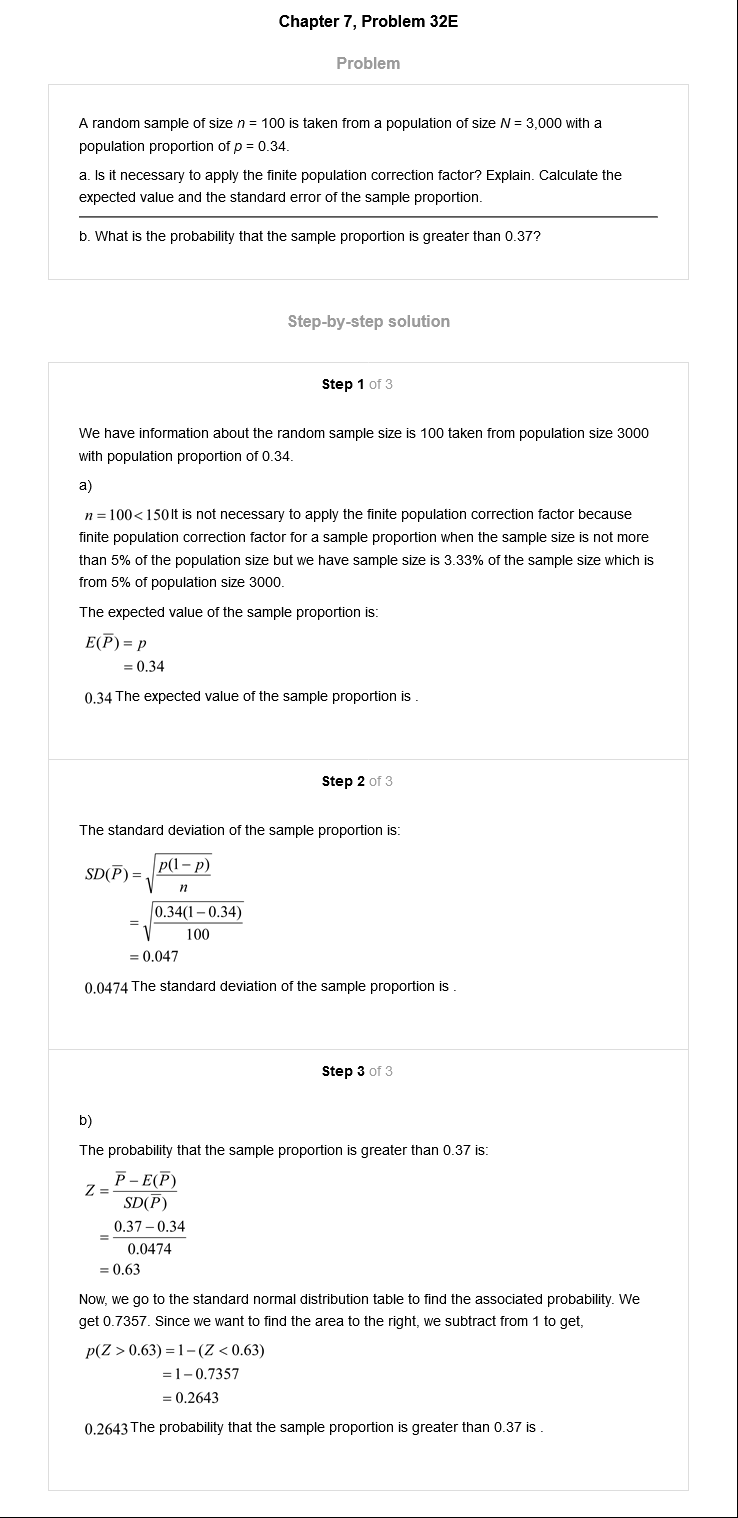 Chapter 7, Problem 32E
Problem
A random sample of size n = 100 is taken from a population of size N = 3,000 with a
population proportion of p = 0.34.
a. Is it necessary to apply the finite population correction factor? Explain. Calculate the
expected value and the standard error of the sample proportion.
b. What is the probability that the sample proportion is greater than 0.37?
Step-by-step solution
Step 1 of 3
We have information about the random sample size is 100 taken from population size 3000
with population proportion of 0.34.
a)
n = 100 < 150 It is not necessary to apply the finite population correction factor because
finite population correction factor for a sample proportion when the sample size is not more
than 5% of the population size but we have sample size is 3.33% of the sample size which is
from 5% of population size 3000.
The expected value of the sample proportion is:
E(P̅) = p
= 0.34
0.34 The expected value of the sample proportion is .
Step 2 of 3
The standard deviation of the sample proportion is:
SD(P̅) = √(p(1 − p)/n)
= √(0.34(1 − 0.34)/100)
= 0.047
0.0474 The standard deviation of the sample proportion is .
Step 3 of 3
b)
The probability that the sample proportion is greater than 0.37 is:
Z = (P̅ − E(P̅))/SD(P̅)
= (0.37 − 0.34)/0.0474
= 0.63
Now, we go to the standard normal distribution table to find the associated probability. We
get 0.7357. Since we want to find the area to the right, we subtract from 1 to get,
p(Z > 0.63) = 1 − (Z < 0.63)
= 1 − 0.7357
= 0.2643
0.2643 The probability that the sample proportion is greater than 0.37 is .